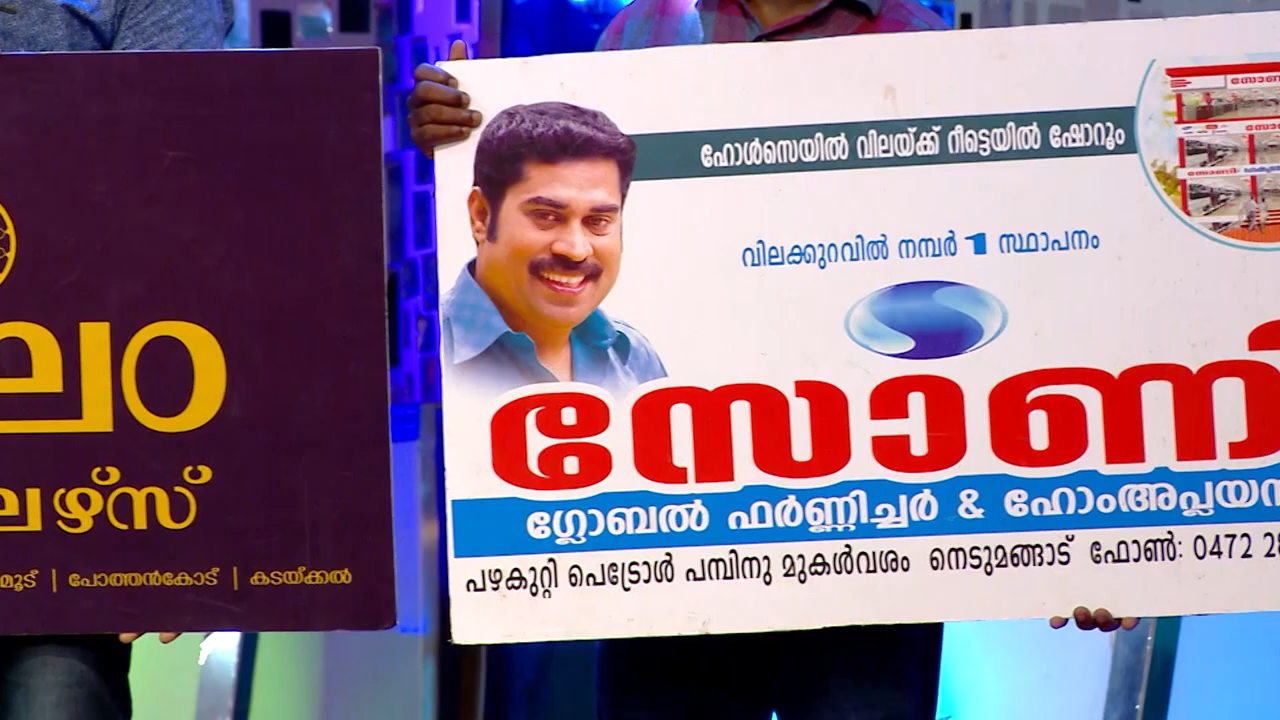 ഹോൾസെയിൽ വിലയ്ക്ക് റീട്ടെയിൽ ഷോറൂം
വിലക്കുറവിൽ നമ്പർ 1 സ്ഥാപനം
സോണി
ഗ്ലോബൽ ഫർണ്ണിച്ചർ & ഹോംഅപ്ലയൻ
പഴകുറ്റി പെട്രോൾ പമ്പിനു മുകൾവശം നെടുമങ്ങാട് ഫോൺ: 0472 2
ലം
ലഴ്സ്
മൂട് | പോത്തൻകോട് | കടയ്ക്കൽ